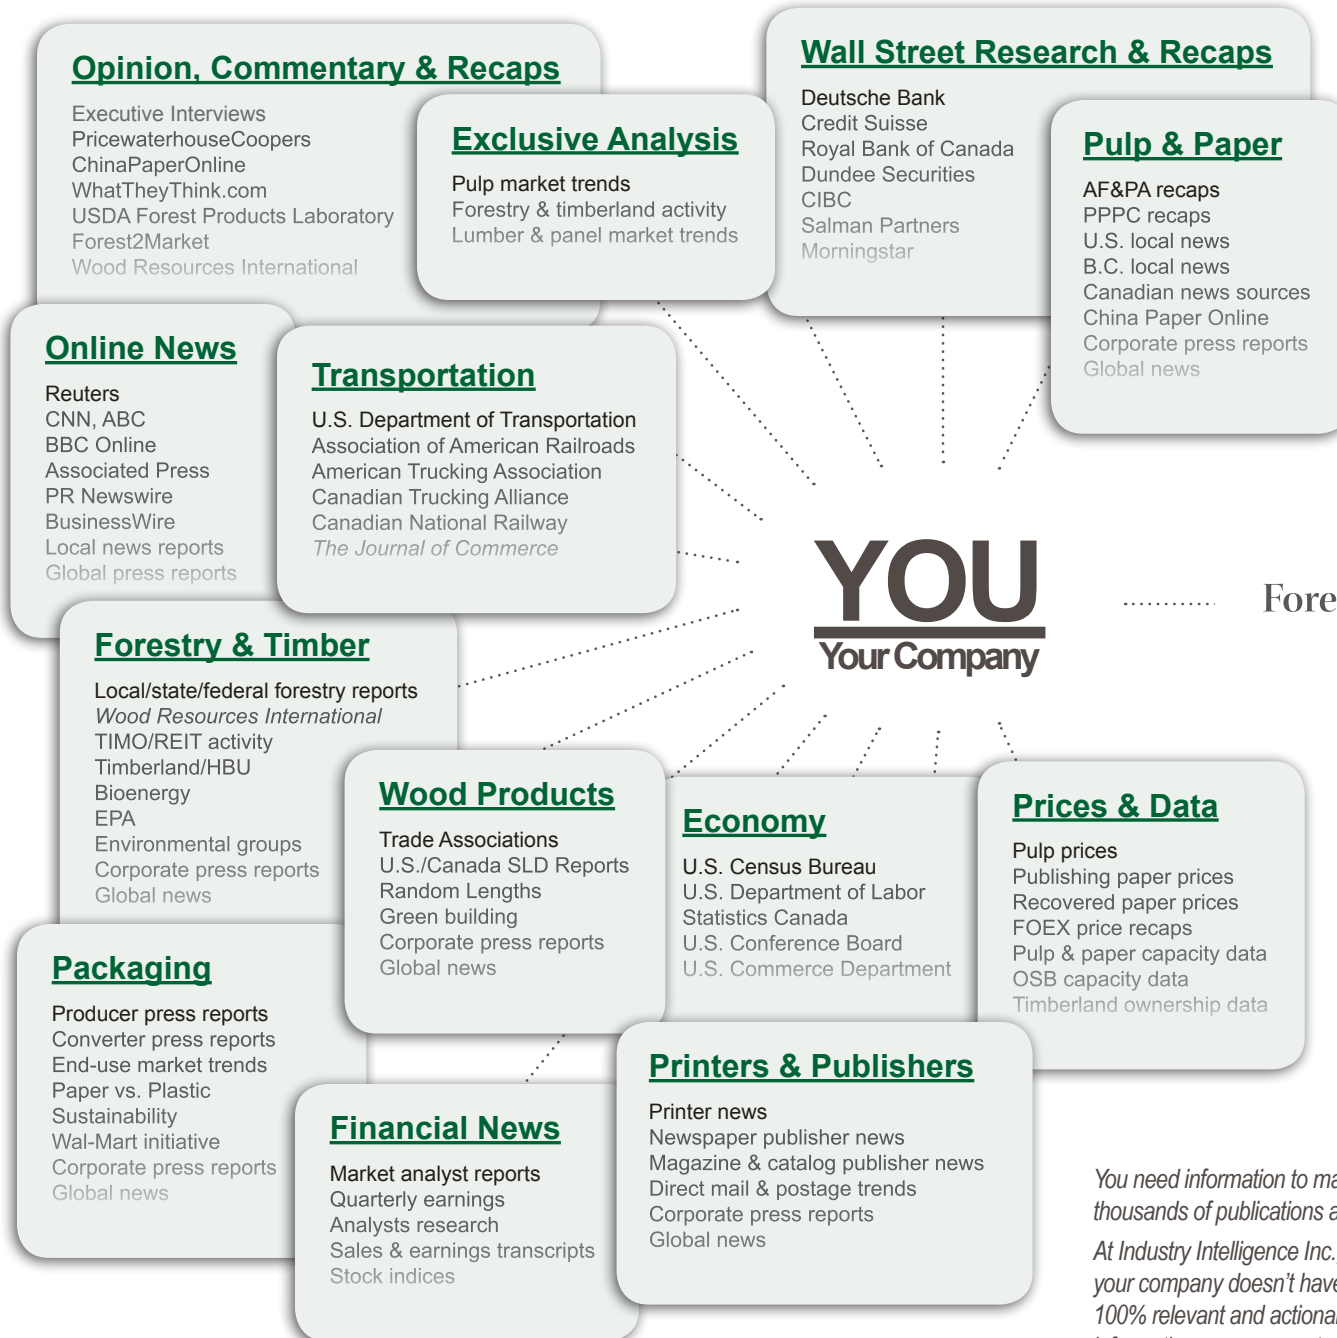 Opinion, Commentary & Recaps
Executive Interviews
PricewaterhouseCoopers
ChinaPaperOnline
WhatTheyThink.com
USDA Forest Products Laboratory
Forest2Market
Wood Resources International
Exclusive Analysis
Pulp market trends
Forestry & timberland activity
Lumber & panel market trends
Wall Street Research & Recaps
Deutsche Bank
Credit Suisse
Royal Bank of Canada
Dundee Securities
CIBC
Salman Partners
Morningstar
Pulp & Paper
AF&PA recaps
PPPC recaps
U.S. local news
B.C. local news
Canadian news sources
China Paper Online
Corporate press reports
Global news
Online News
Reuters
CNN, ABC
BBC Online
Associated Press
PR Newswire
BusinessWire
Local news reports
Global press reports
Transportation
U.S. Department of Transportation
Association of American Railroads
American Trucking Association
Canadian Trucking Alliance
Canadian National Railway
The Journal of Commerce
YOU
Your Company
Fore
Forestry & Timber
Local/state/federal forestry reports
Wood Resources International
TIMO/REIT activity
Timberland/HBU
Bioenergy
EPA
Environmental groups
Corporate press reports
Global news
Wood Products
Trade Associations
U.S./Canada SLD Reports
Random Lengths
Green building
Corporate press reports
Global news
Economy
U.S. Census Bureau
U.S. Department of Labor
Statistics Canada
U.S. Conference Board
U.S. Commerce Department
Prices & Data
Pulp prices
Publishing paper prices
Recovered paper prices
FOEX price recaps
Pulp & paper capacity data
OSB capacity data
Timberland ownership data
Packaging
Producer press reports
Converter press reports
End-use market trends
Paper vs. Plastic
Sustainability
Wal-Mart initiative
Corporate press reports
Global news
Financial News
Market analyst reports
Quarterly earnings
Analysts research
Sales & earnings transcripts
Stock indices
Printers & Publishers
Printer news
Newspaper publisher news
Magazine & catalog publisher news
Direct mail & postage trends
Corporate press reports
Global news
You need information to ma
thousands of publications a
At Industry Intelligence Inc.
your company doesn't have
100% relevant and actiona